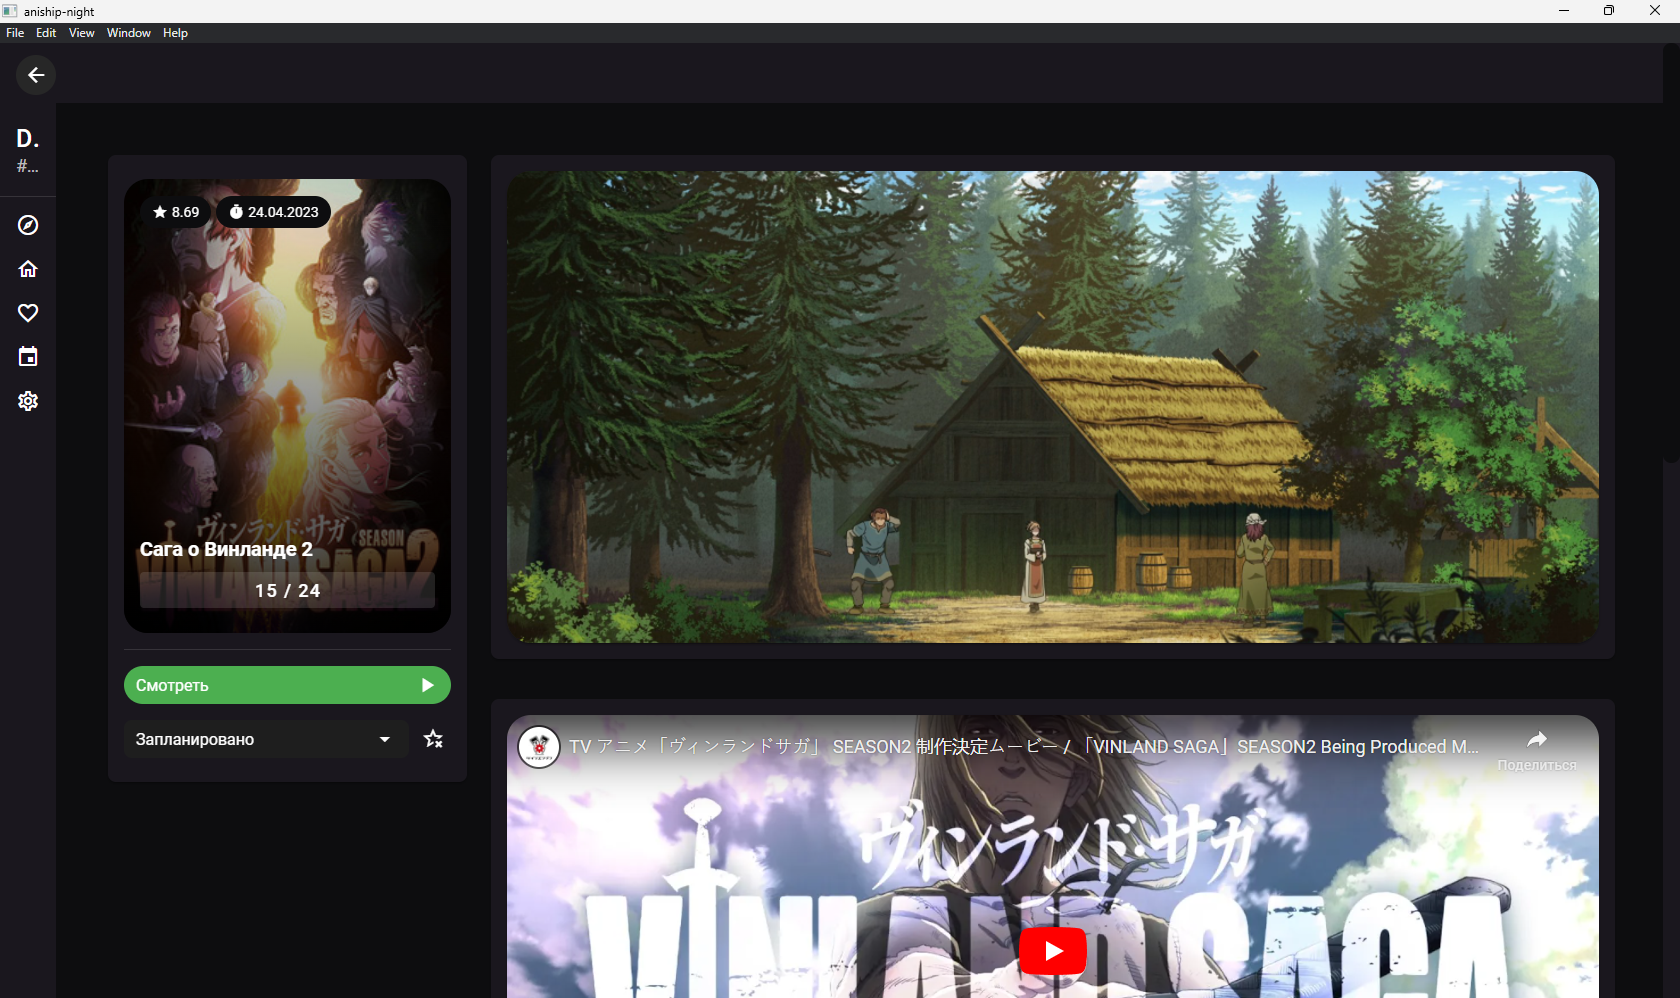 aniship-night
File Edit View Window Help
D.
#...
8.69
24.04.2023
ヴィンランド・サガ
SEASON
VINLAND SAGA 2
Сага о Винланде 2
15 / 24
Смотреть
Запланировано
TV アニメ「ヴィンランドサガ」 SEASON2 制作決定ムービー / 「VINLAND SAGA」SEASON2 Being Produced M...
Поделиться
ヴィンランド・サガ
VINLAND SAGA